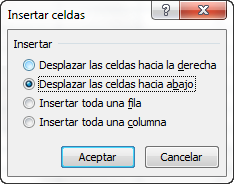 Insertar celdas
Insertar
Desplazar las celdas hacia la derecha
Desplazar las celdas hacia abajo
Insertar toda una fila
Insertar toda una columna
Aceptar
Cancelar